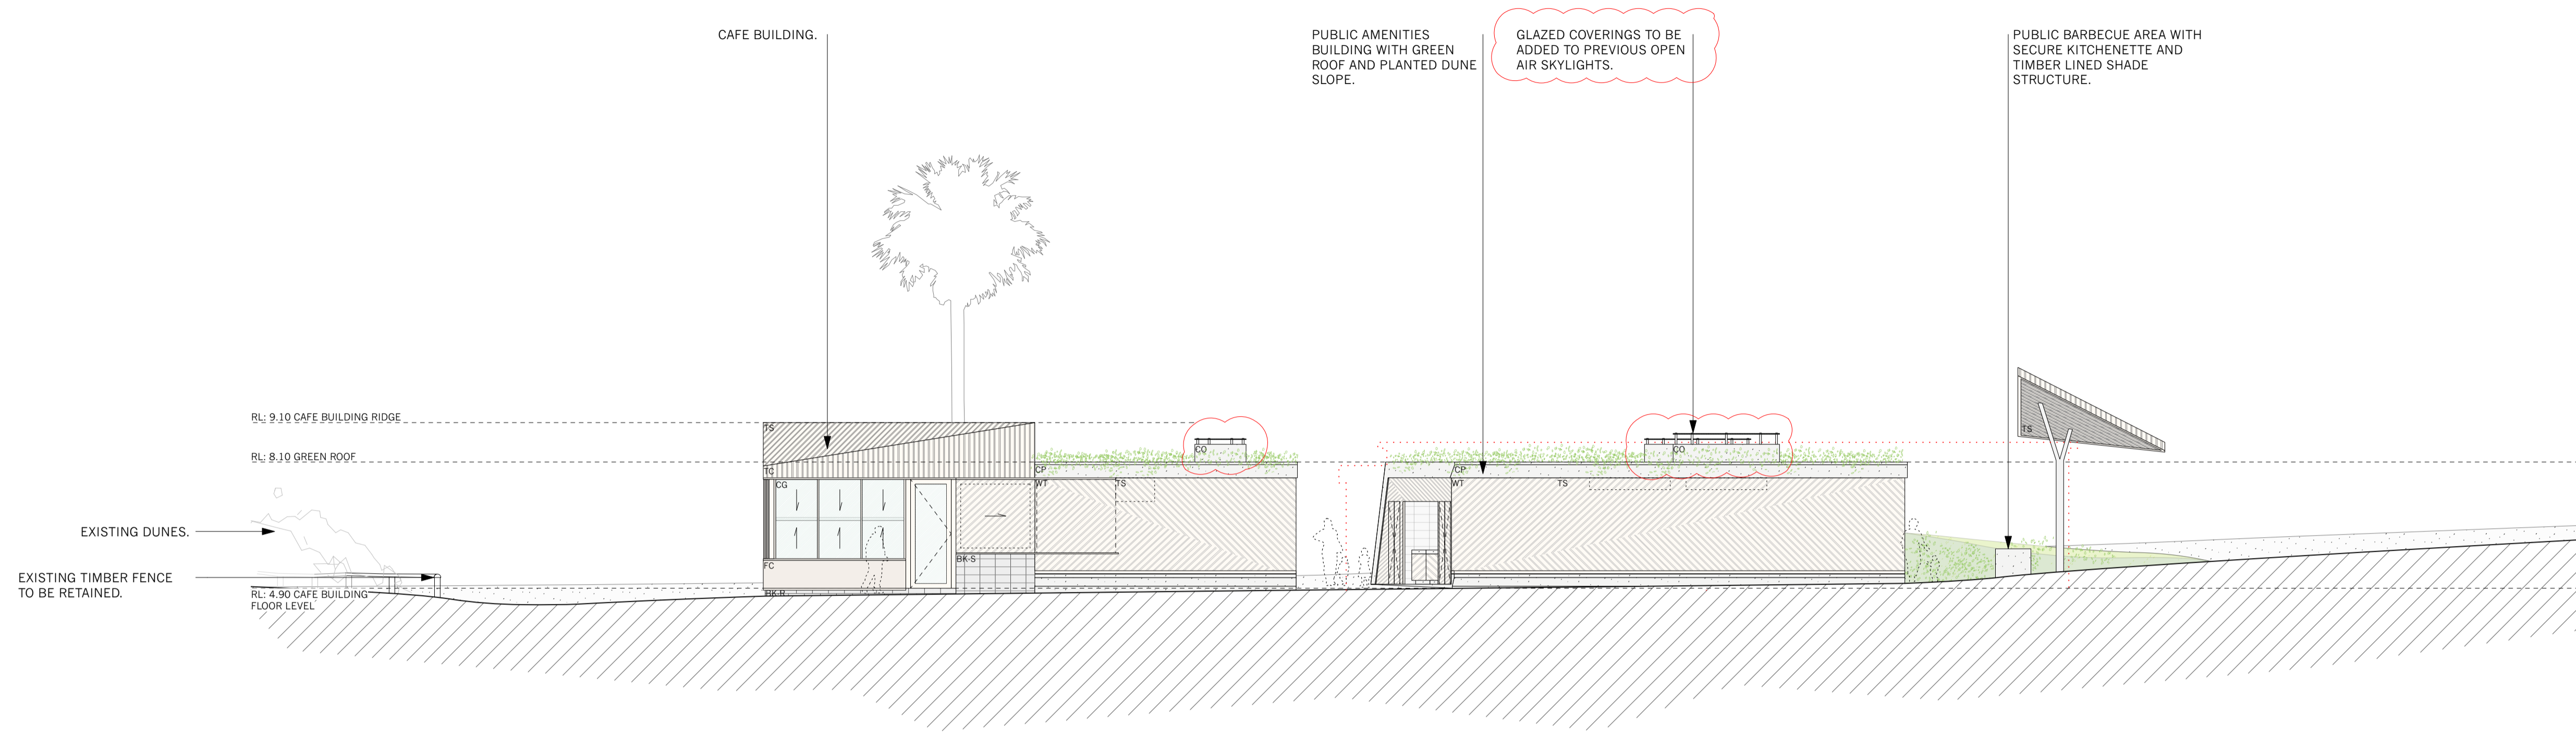 CAFE BUILDING.
PUBLIC AMENITIES
BUILDING WITH GREEN
ROOF AND PLANTED DUNE
SLOPE.
GLAZED COVERINGS TO BE
ADDED TO PREVIOUS OPEN
AIR SKYLIGHTS.
PUBLIC BARBECUE AREA WITH
SECURE KITCHENETTE AND
TIMBER LINED SHADE
STRUCTURE.
RL: 9.10 CAFE BUILDING RIDGE
TS
TS
CO
CO
RL: 8.10 GREEN ROOF
TC
CP
CP
CG
WT
TS
WT
TS
EXISTING DUNES.
BK-S
FC
EXISTING TIMBER FENCE
TO BE RETAINED.
RL: 4.90 CAFE BUILDING
FLOOR LEVEL
BK-R